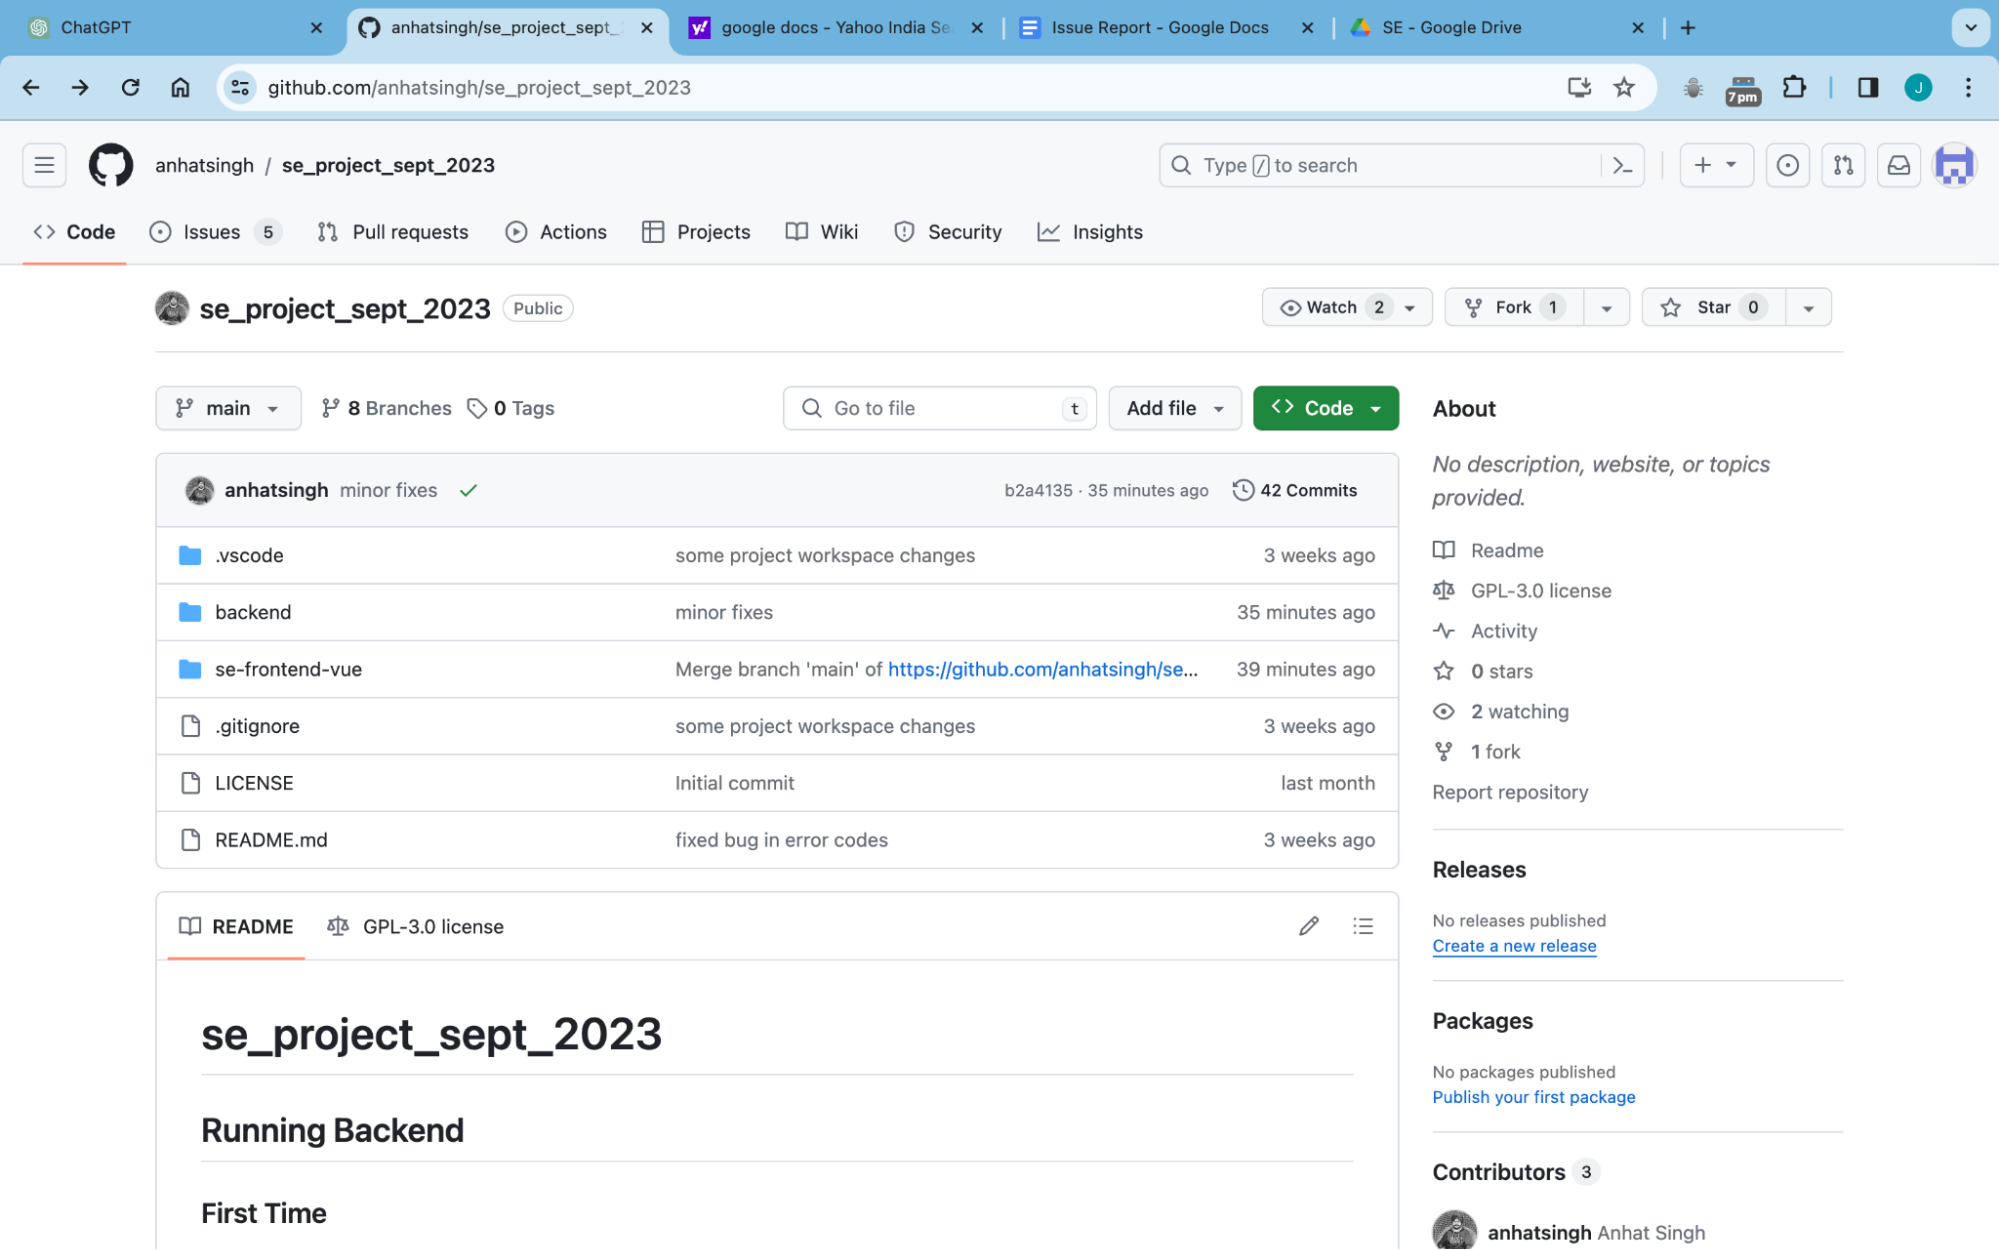 ChatGPT
anhatsingh/se_project_sept_
google docs - Yahoo India Se
Issue Report - Google Docs
SE - Google Drive
github.com/anhatsingh/se_project_sept_2023
7 pm
J
anhatsingh / se_project_sept_2023
Type / to search
Code
Issues 5
Pull requests
Actions
Projects
Wiki
Security
Insights
se_project_sept_2023 Public
Watch 2
Fork 1
Star 0
main
8 Branches
0 Tags
Go to file t
Add file
Code
anhatsingh minor fixes
b2a4135 · 35 minutes ago
42 Commits
.vscode some project workspace changes 3 weeks ago
backend minor fixes 35 minutes ago
se-frontend-vue Merge branch 'main' of https://github.com/anhatsingh/se... 39 minutes ago
.gitignore some project workspace changes 3 weeks ago
LICENSE Initial commit last month
README.md fixed bug in error codes 3 weeks ago
README
GPL-3.0 license
se_project_sept_2023
Running Backend
First Time
About
No description, website, or topics
provided.
Readme
GPL-3.0 license
Activity
0 stars
2 watching
1 fork
Report repository
Releases
No releases published
Create a new release
Packages
No packages published
Publish your first package
Contributors 3
anhatsingh Anhat Singh